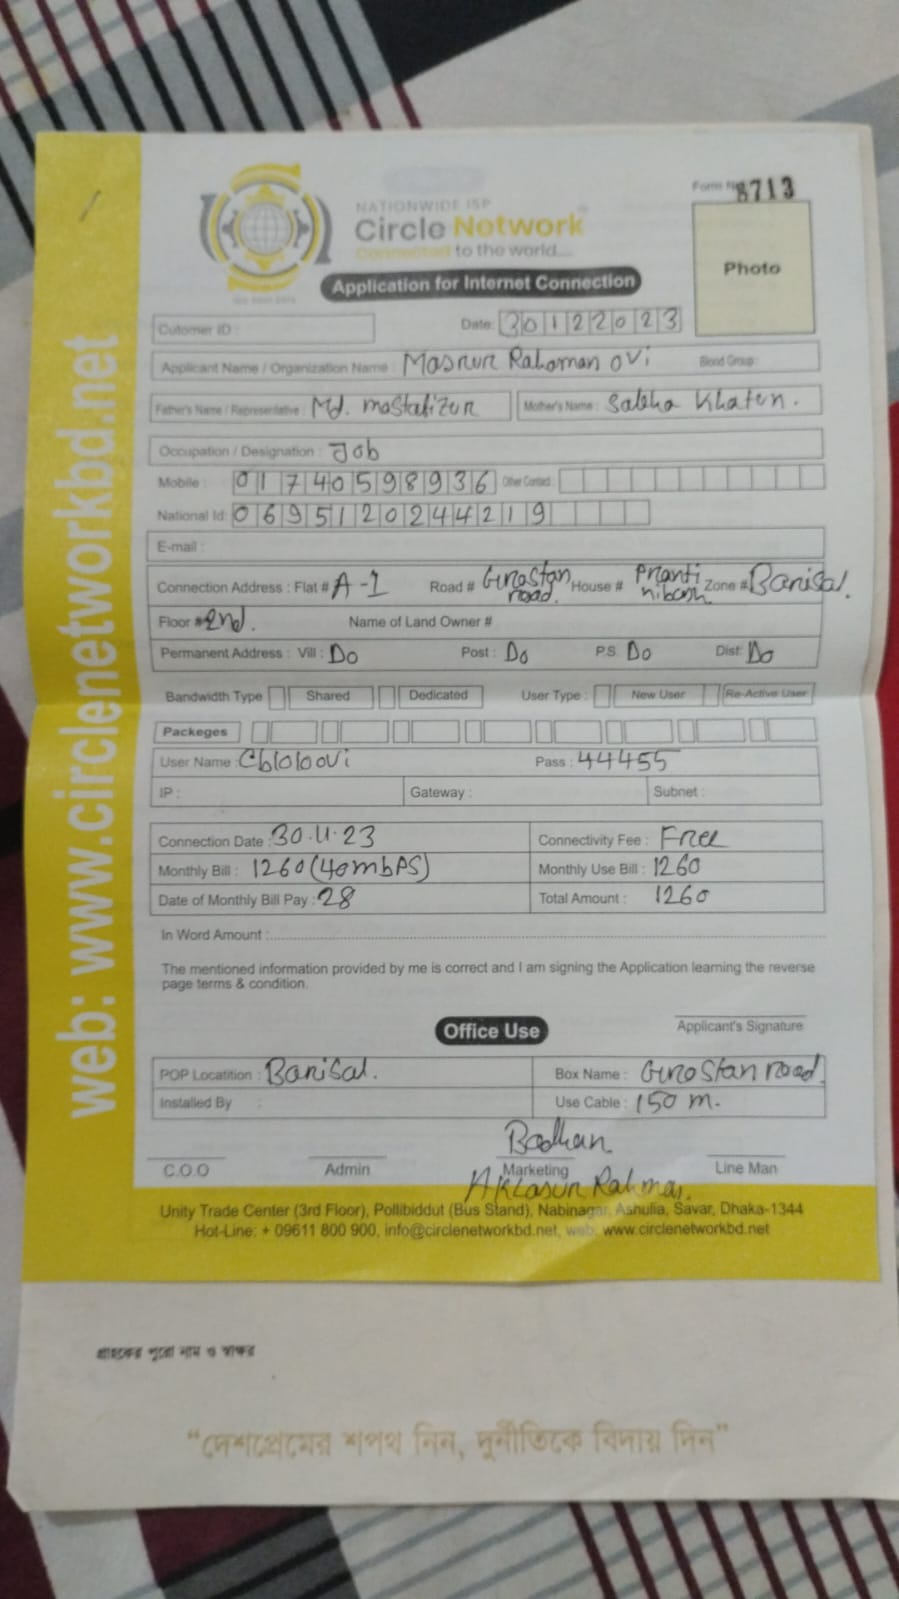 NATIONWIDE ISP
Circle Network
Connected to the world....
Form No 8713
Photo
Application for Internet Connection
Cutomer ID :
Date: 30122023
Applicant Name / Organization Name : Masnur Rahaman ovi Blood Group :
Father's Name / Representative : Md. mostafizur Mother's Name : Saleha Khatun.
Occupation / Designation : Job
Mobile : 01740598936 Other Contact :
National Id: 0695120244219
E-mail :
Connection Address : Flat # A-1 Road # Gorostan road. House # Pranti nibash Zone # Barisal.
Floor # 2nd. Name of Land Owner #
Permanent Address : Vill : Do Post : Do P.S. Do Dist: Do
Bandwidth Type Shared Dedicated User Type : New User Re-Active User
Packeges
User Name : Pass : 44455
IP : Gateway : Subnet :
Connection Date : 30.11.23 Connectivity Fee : Free
Monthly Bill : 1260 (40mbps) Monthly Use Bill : 1260
Date of Monthly Bill Pay : 28 Total Amount : 1260
In Word Amount :
The mentioned information provided by me is correct and I am signing the Application learning the reverse
page terms & condition.
Office Use
Applicant's Signature
POP Locatition : Barisal. Box Name : Gorostan road.
Installed By : Use Cable : 150 m.
Badhan
C.O.O Admin Marketing Line Man
Rahman
Unity Trade Center (3rd Floor), Pollibiddut (Bus Stand), Nabinagar, Ashulia, Savar, Dhaka-1344
Hot-Line: + 09611 800 900, info@circlenetworkbd.net, web: www.circlenetworkbd.net
web: www.circlenetworkbd.net
গ্রাহকের পুরো নাম ও স্বাক্ষর
“দেশপ্রেমের শপথ নিন, দুর্নীতিকে বিদায় দিন”